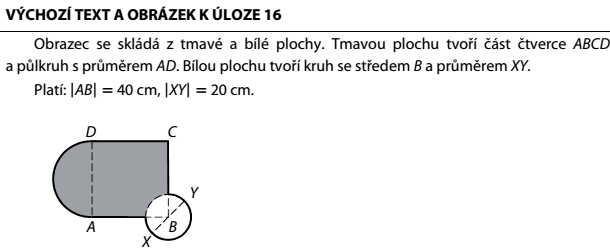 VÝCHOZÍ TEXT A OBRÁZEK K ÚLOZE 16
Obrazec se skládá z tmavé a bílé plochy. Tmavou plochu tvoří část čtverce ABCD
a půlkruh s průměrem AD. Bílou plochu tvoří kruh se středem B a průměrem XY.
Platí: |AB| = 40 cm, |XY| = 20 cm.
D C
Y
A B
X